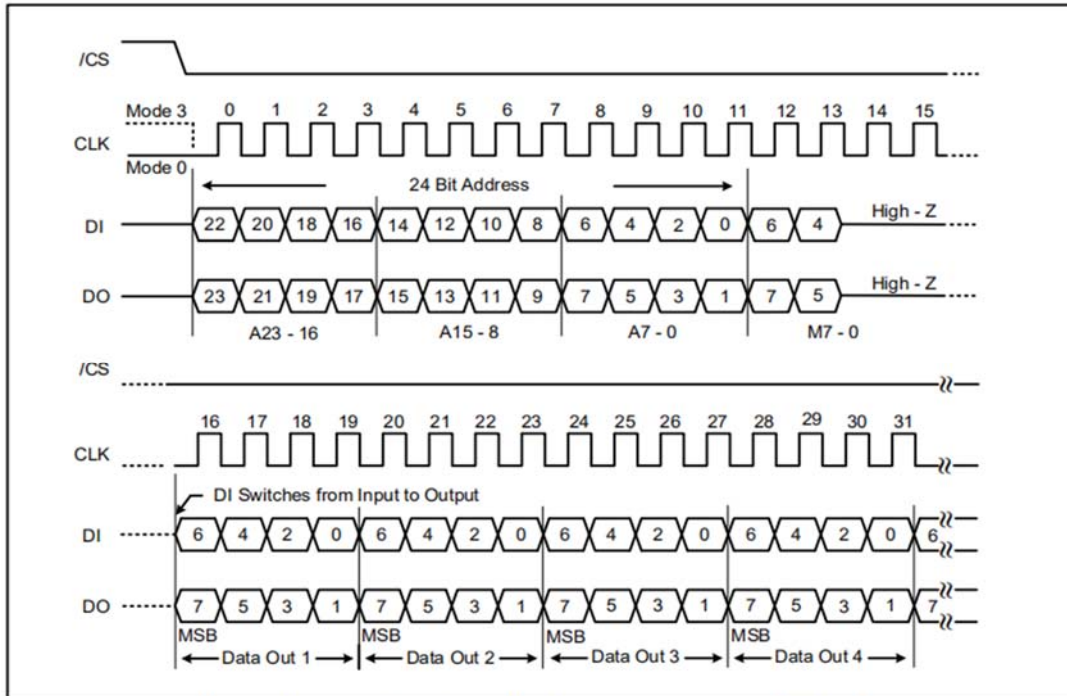 /CS
Mode 3 0 1 2 3 4 5 6 7 8 9 10 11 12 13 14 15
CLK
Mode 0
24 Bit Address
DI 22 20 18 16 14 12 10 8 6 4 2 0 6 4 High - Z
DO 23 21 19 17 15 13 11 9 7 5 3 1 7 5 High - Z
A23 - 16 A15 - 8 A7 - 0 M7 - 0
/CS
16 17 18 19 20 21 22 23 24 25 26 27 28 29 30 31
CLK
DI Switches from Input to Output
DI 6 4 2 0 6 4 2 0 6 4 2 0 6 4 2 0 6
DO 7 5 3 1 7 5 3 1 7 5 3 1 7 5 3 1 7
MSB MSB MSB MSB
Data Out 1 Data Out 2 Data Out 3 Data Out 4